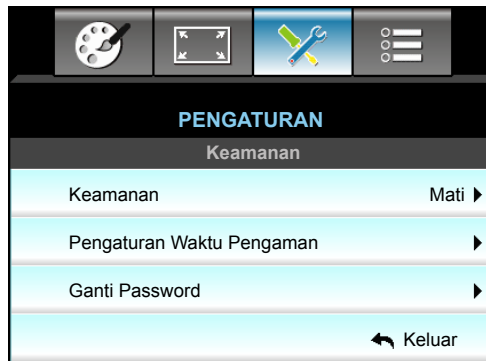 PENGATURAN
Keamanan
Keamanan Mati
Pengaturan Waktu Pengaman
Ganti Password
Keluar